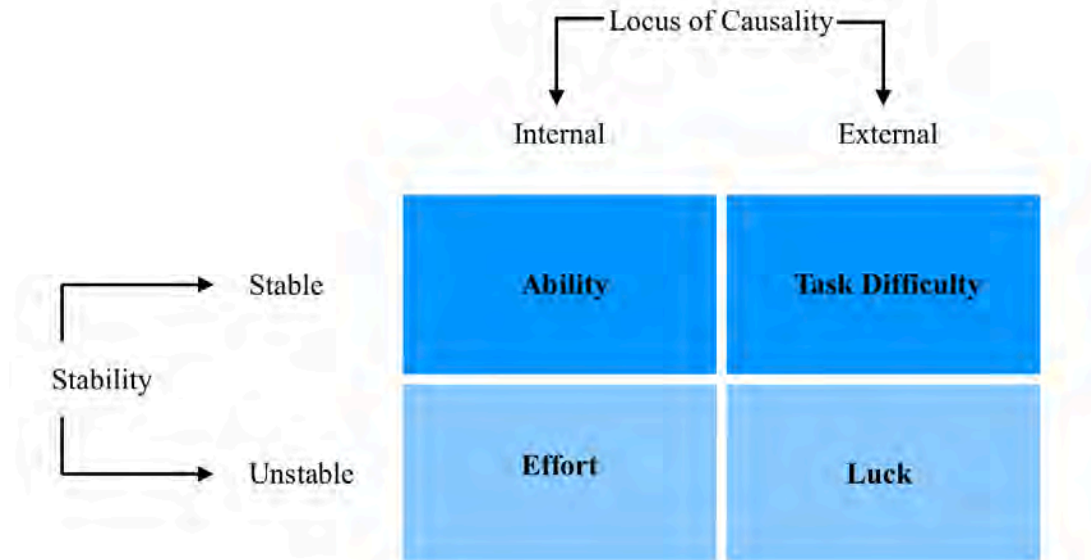 Locus of Causality
Internal
External
Stable
Ability
Task Difficulty
Stability
Unstable
Effort
Luck